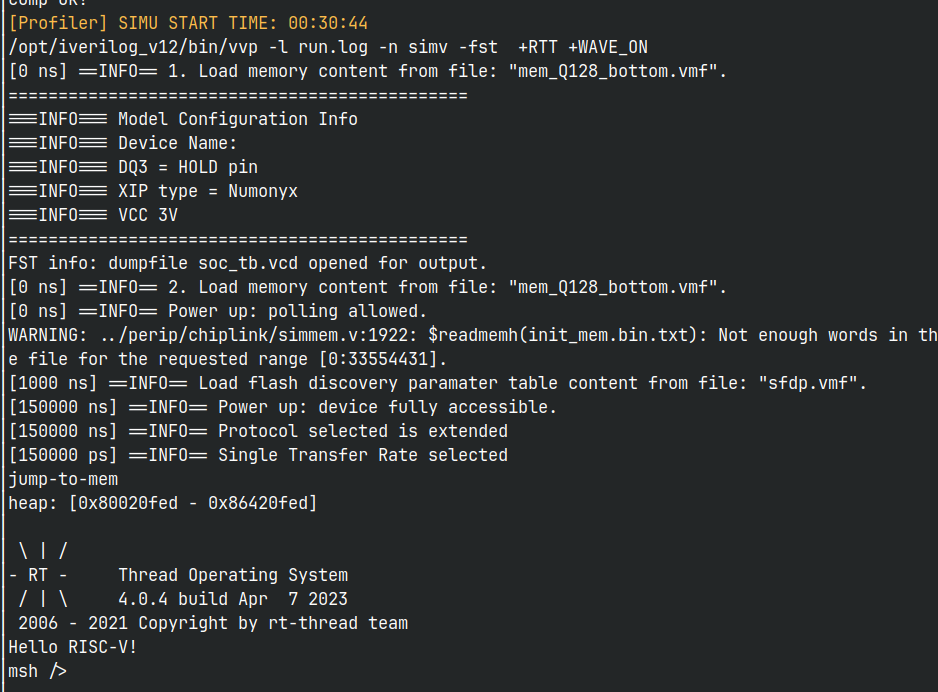 comp OK!
[Profiler] SIMU START TIME: 00:30:44
/opt/iverilog_v12/bin/vvp -l run.log -n simv -fst  +RTT +WAVE_ON
[0 ns] ==INFO== 1. Load memory content from file: "mem_Q128_bottom.vmf".
==============================================
===INFO=== Model Configuration Info
===INFO=== Device Name:
===INFO=== DQ3 = HOLD pin
===INFO=== XIP type = Numonyx
===INFO=== VCC 3V
==============================================
FST info: dumpfile soc_tb.vcd opened for output.
[0 ns] ==INFO== 2. Load memory content from file: "mem_Q128_bottom.vmf".
[0 ns] ==INFO== Power up: polling allowed.
WARNING: ../perip/chiplink/simmem.v:1922: $readmemh(init_mem.bin.txt): Not enough words in th
e file for the requested range [0:33554431].
[1000 ns] ==INFO== Load flash discovery paramater table content from file: "sfdp.vmf".
[150000 ns] ==INFO== Power up: device fully accessible.
[150000 ns] ==INFO== Protocol selected is extended
[150000 ps] ==INFO== Single Transfer Rate selected
jump-to-mem
heap: [0x80020fed - 0x86420fed]
 \ | /
- RT -     Thread Operating System
 / | \     4.0.4 build Apr  7 2023
 2006 - 2021 Copyright by rt-thread team
Hello RISC-V!
msh />